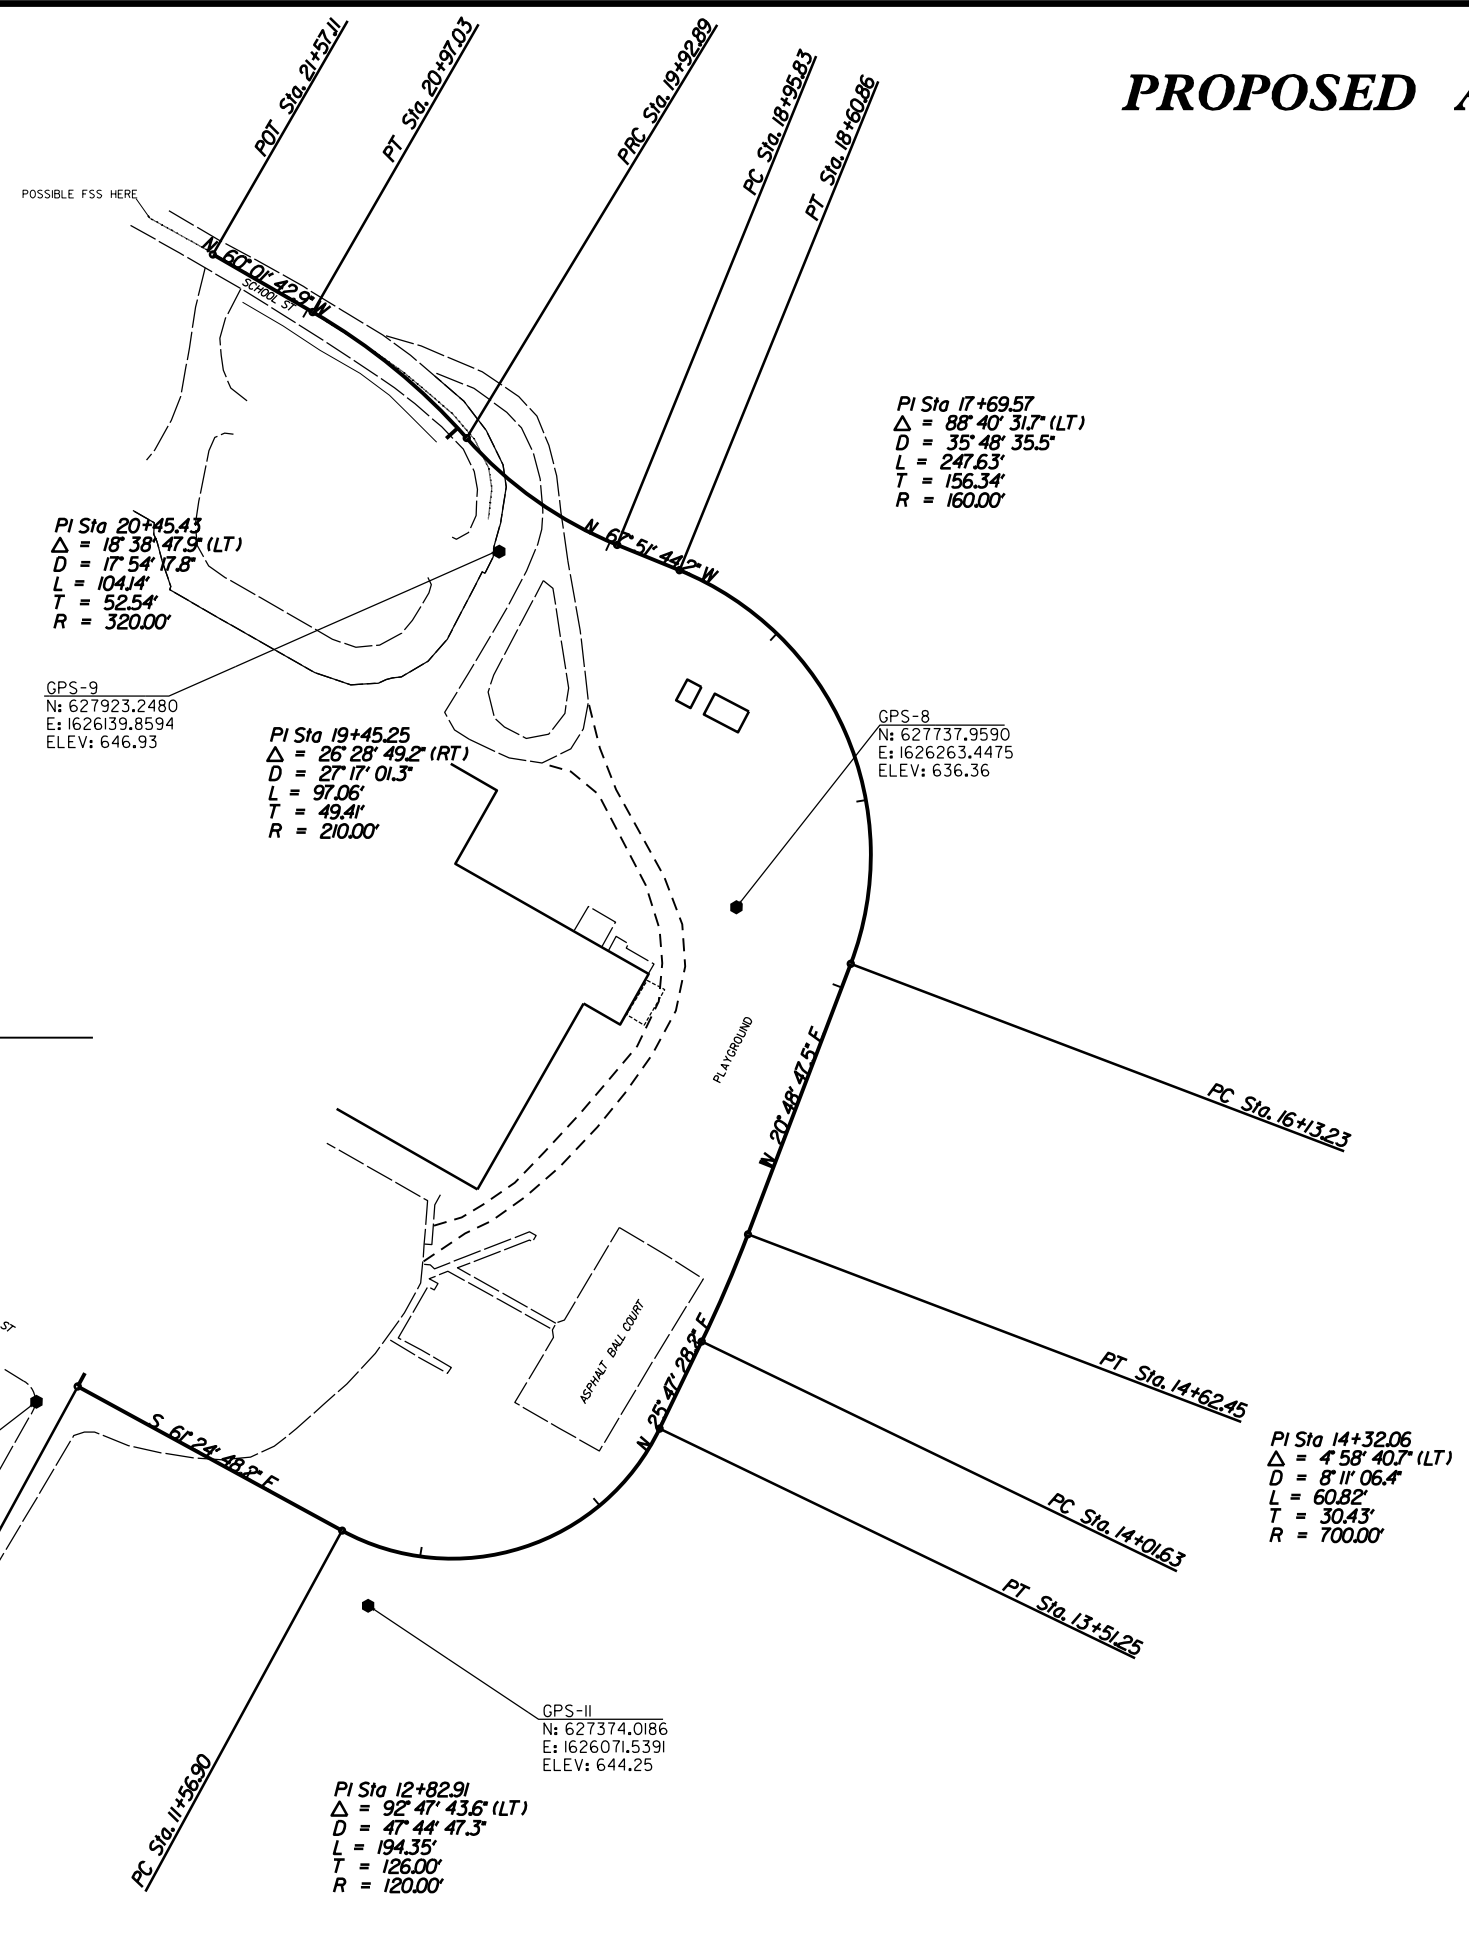 PROPOSED
POT Sta. 21+57.11
PT Sta. 20+97.03
PRC Sta. 19+92.89
PC Sta. 18+95.83
PT Sta. 18+60.86
POSSIBLE FSS HERE
N 60° 01' 42.9" W
SCHOOL ST
PI Sta 17+69.57
Δ = 88° 40' 31.7" (LT)
D = 35° 48' 35.5"
L = 247.63'
T = 156.34'
R = 160.00'
PI Sta 20+45.43
Δ = 18° 38' 47.9" (LT)
D = 17° 54' 17.8"
L = 104.14'
T = 52.54'
R = 320.00'
N 67° 51' 44.2" W
GPS-9
N: 627923.2480
E: 1626139.8594
ELEV: 646.93
PI Sta 19+45.25
Δ = 26° 28' 49.2" (RT)
D = 27° 17' 01.3"
L = 97.06'
T = 49.41'
R = 210.00'
GPS-8
N: 627737.9590
E: 1626263.4475
ELEV: 636.36
PLAYGROUND
N 20° 48' 47.5" E
PC Sta. 16+13.23
ASPHALT BALL COURT
N 25° 47' 28.2" E
PT Sta. 14+62.45
ST
S 61° 24' 48.2" E
PI Sta 14+32.06
Δ = 4° 58' 40.7" (LT)
D = 8° 11' 06.4"
L = 60.82'
T = 30.43'
R = 700.00'
PC Sta. 14+01.63
PT Sta. 13+51.25
GPS-11
N: 627374.0186
E: 1626071.5391
ELEV: 644.25
PC Sta. 11+56.90
PI Sta 12+82.91
Δ = 92° 47' 43.6" (LT)
D = 47° 44' 47.3"
L = 194.35'
T = 126.00'
R = 120.00'